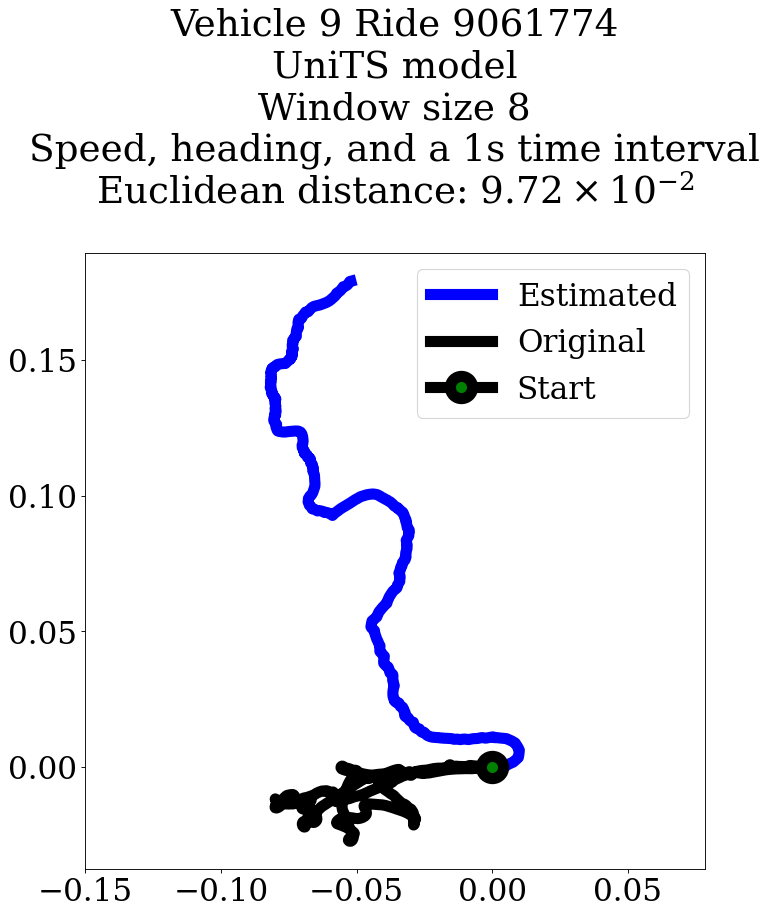 Vehicle 9 Ride 9061774
UniTS model
Window size 8
Speed, heading, and a 1s time interval
Euclidean distance: 9.72 × 10⁻²
Estimated
Original
Start
0.15
0.10
0.05
0.00
−0.15 −0.10 −0.05 0.00 0.05